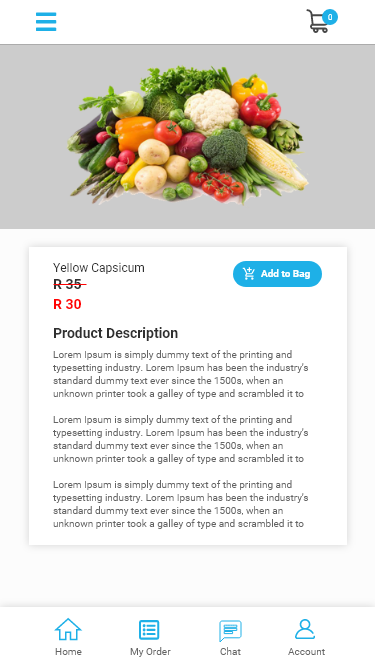 0
Yellow Capsicum
Add to Bag
R 35
R 30
Product Description
Lorem Ipsum is simply dummy text of the printing and
typesetting industry. Lorem Ipsum has been the industry's
standard dummy text ever since the 1500s, when an
unknown printer took a galley of type and scrambled it to
Lorem Ipsum is simply dummy text of the printing and
typesetting industry. Lorem Ipsum has been the industry's
standard dummy text ever since the 1500s, when an
unknown printer took a galley of type and scrambled it to
Lorem Ipsum is simply dummy text of the printing and
typesetting industry. Lorem Ipsum has been the industry's
standard dummy text ever since the 1500s, when an
unknown printer took a galley of type and scrambled it to
Home
My Order
Chat
Account